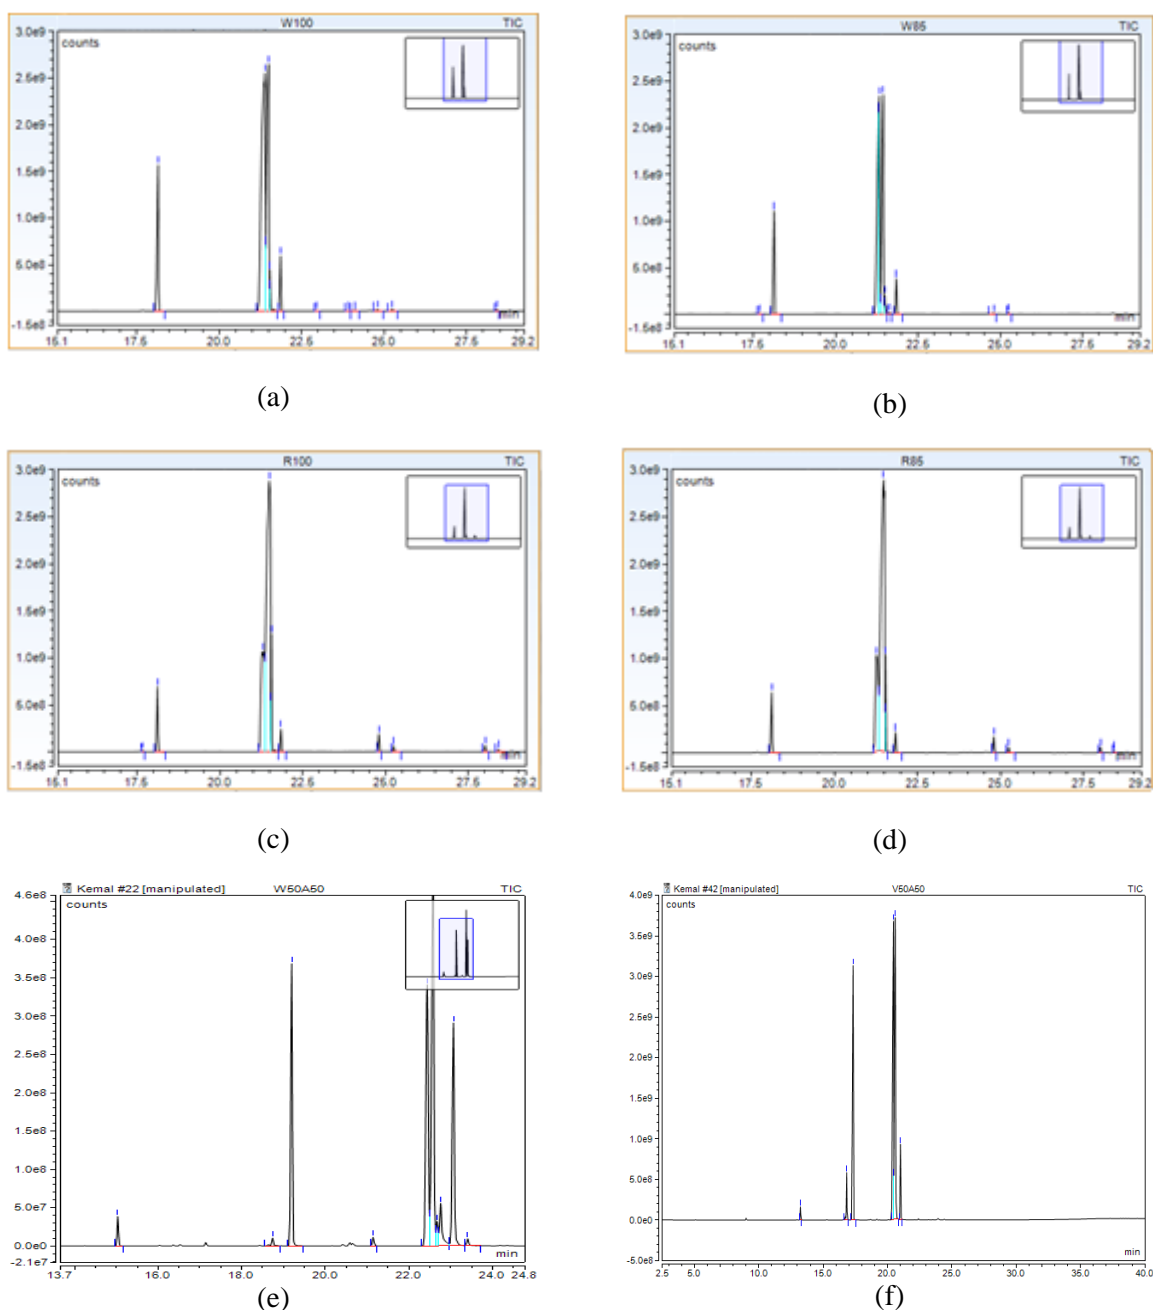 W100 TIC
counts
3.0e9
2.5e9
2.0e9
1.5e9
1.0e9
5.0e8
-1.5e8
min
15.1 17.5 20.0 22.5 25.0 27.5 29.2
(a)
W85 TIC
counts
3.0e9
2.5e9
2.0e9
1.5e9
1.0e9
5.0e8
-1.5e8
min
15.1 17.5 20.0 22.5 25.0 27.5 29.2
(b)
R100 TIC
counts
3.0e9
2.5e9
2.0e9
1.5e9
1.0e9
5.0e8
-1.5e8
min
15.1 17.5 20.0 22.5 25.0 27.5 29.2
(c)
R85 TIC
counts
3.0e9
2.5e9
2.0e9
1.5e9
1.0e9
5.0e8
-1.5e8
min
15.1 17.5 20.0 22.5 25.0 27.5 29.2
(d)
Kemal #22 [manipulated] W50A50 TIC
counts
4.6e8
4.0e8
3.5e8
3.0e8
2.5e8
2.0e8
1.5e8
1.0e8
5.0e7
0.0e0
-2.1e7
min
13.7 16.0 18.0 20.0 22.0 24.0 24.8
(e)
Kemal #42 [manipulated] V50A50 TIC
counts
4.0e9
3.5e9
3.0e9
2.5e9
2.0e9
1.5e9
1.0e9
5.0e8
0.0e0
-5.0e8
min
2.5 5.0 10.0 15.0 20.0 25.0 30.0 35.0 40.0
(f)